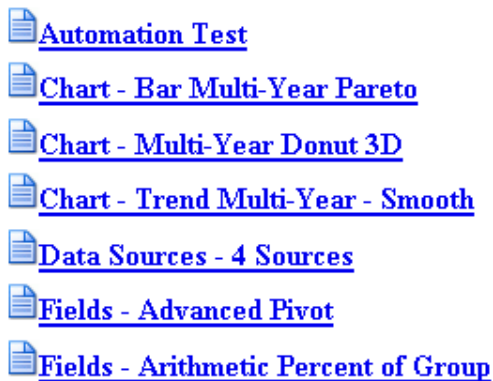 Automation Test
Chart - Bar Multi-Year Pareto
Chart - Multi-Year Donut 3D
Chart - Trend Multi-Year - Smooth
Data Sources - 4 Sources
Fields - Advanced Pivot
Fields - Arithmetic Percent of Group